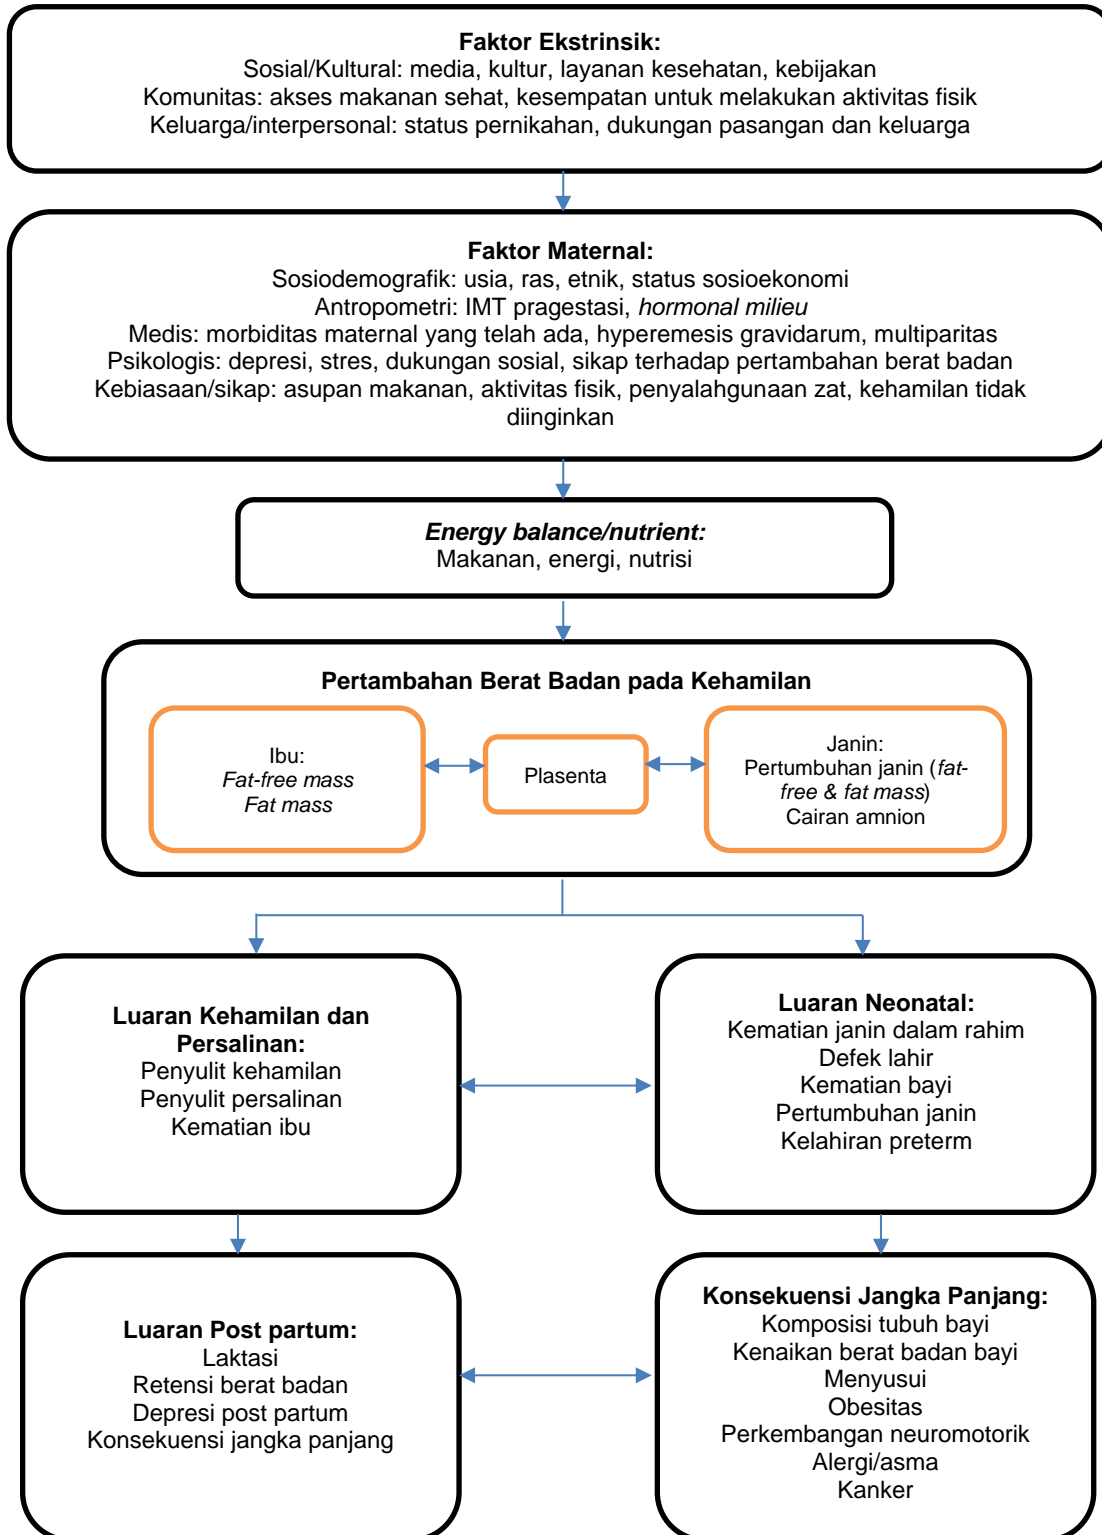 Faktor Ekstrinsik:
Sosial/Kultural: media, kultur, layanan kesehatan, kebijakan
Komunitas: akses makanan sehat, kesempatan untuk melakukan aktivitas fisik
Keluarga/interpersonal: status pernikahan, dukungan pasangan dan keluarga
Faktor Maternal:
Sosiodemografik: usia, ras, etnik, status sosioekonomi
Antropometri: IMT pragestasi, hormonal milieu
Medis: morbiditas maternal yang telah ada, hyperemesis gravidarum, multiparitas
Psikologis: depresi, stres, dukungan sosial, sikap terhadap pertambahan berat badan
Kebiasaan/sikap: asupan makanan, aktivitas fisik, penyalahgunaan zat, kehamilan tidak
diinginkan
Energy balance/nutrient:
Makanan, energi, nutrisi
Pertambahan Berat Badan pada Kehamilan
Ibu:
Fat-free mass
Fat mass
Plasenta
Janin:
Pertumbuhan janin (fat-
free & fat mass)
Cairan amnion
Luaran Kehamilan dan
Persalinan:
Penyulit kehamilan
Penyulit persalinan
Kematian ibu
Luaran Neonatal:
Kematian janin dalam rahim
Defek lahir
Kematian bayi
Pertumbuhan janin
Kelahiran preterm
Luaran Post partum:
Laktasi
Retensi berat badan
Depresi post partum
Konsekuensi jangka panjang
Konsekuensi Jangka Panjang:
Komposisi tubuh bayi
Kenaikan berat badan bayi
Menyusui
Obesitas
Perkembangan neuromotorik
Alergi/asma
Kanker